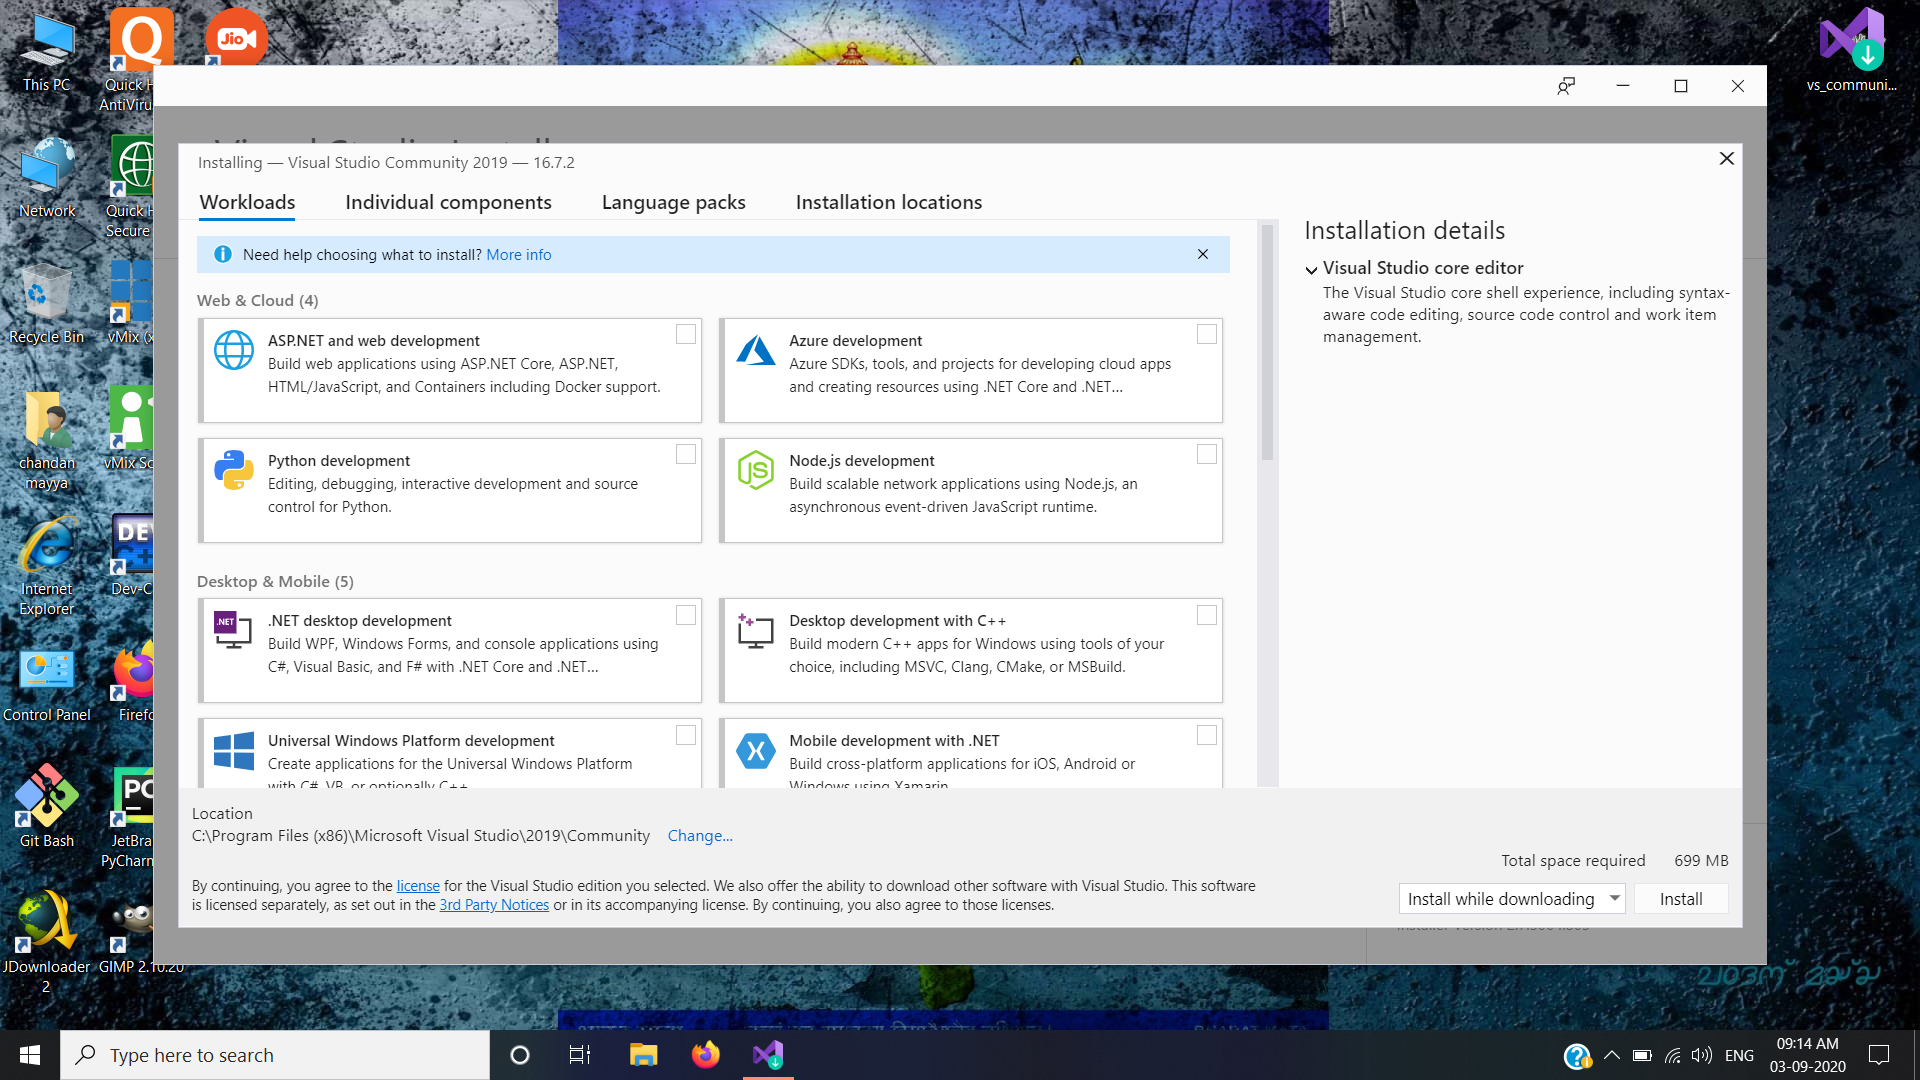 This PC
Quick H
AntiViru
Jio
vs_communi...
Network
Quick H
Secure
Recycle Bin
vMix (x
chandan
mayya
vMix Sc
Internet
Explorer
DEV
Dev-C
Control Panel
Firefo
Git Bash
PC
JetBra
PyCharm
JDownloader
2
GIMP 2.10.20
Visual Studio Install
Installing — Visual Studio Community 2019 — 16.7.2
Workloads
Individual components
Language packs
Installation locations
Need help choosing what to install? More info
Web & Cloud (4)
ASP.NET and web development
Build web applications using ASP.NET Core, ASP.NET,
HTML/JavaScript, and Containers including Docker support.
Azure development
Azure SDKs, tools, and projects for developing cloud apps
and creating resources using .NET Core and .NET...
Python development
Editing, debugging, interactive development and source
control for Python.
JS
Node.js development
Build scalable network applications using Node.js, an
asynchronous event-driven JavaScript runtime.
Desktop & Mobile (5)
.NET
.NET desktop development
Build WPF, Windows Forms, and console applications using
C#, Visual Basic, and F# with .NET Core and .NET...
Desktop development with C++
Build modern C++ apps for Windows using tools of your
choice, including MSVC, Clang, CMake, or MSBuild.
Universal Windows Platform development
Create applications for the Universal Windows Platform
with C#, VB, or optionally C++
Mobile development with .NET
Build cross-platform applications for iOS, Android or
Windows using Xamarin
Installation details
Visual Studio core editor
The Visual Studio core shell experience, including syntax-
aware code editing, source code control and work item
management.
Location
C:\Program Files (x86)\Microsoft Visual Studio\2019\Community Change...
Total space required 699 MB
By continuing, you agree to the license for the Visual Studio edition you selected. We also offer the ability to download other software with Visual Studio. This software
is licensed separately, as set out in the 3rd Party Notices or in its accompanying license. By continuing, you also agree to those licenses.
Install while downloading
Install
Type here to search
ENG
09:14 AM
03-09-2020